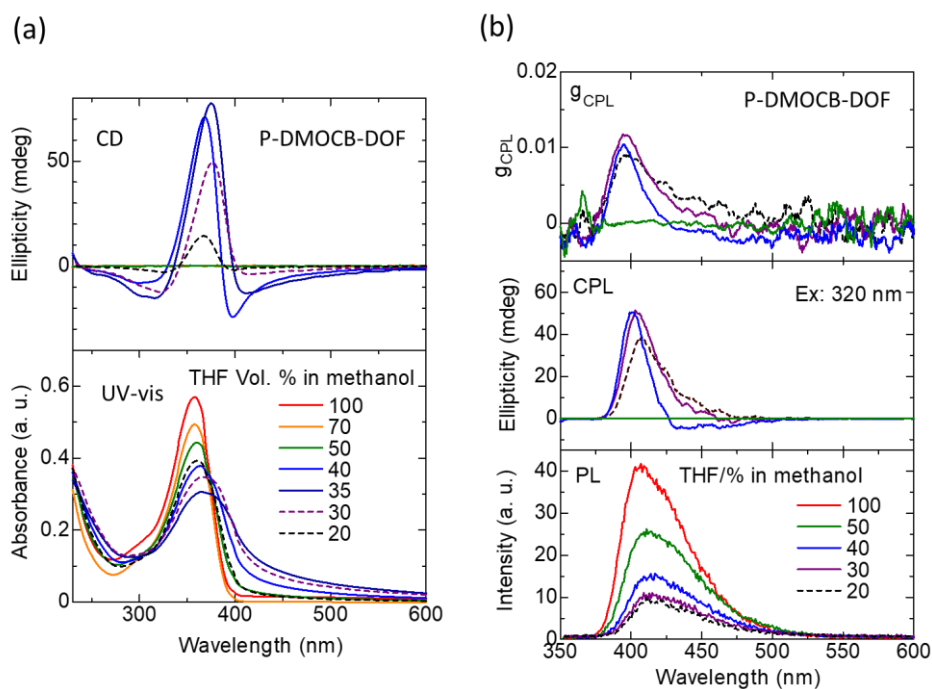 (a)
CD
P-DMOCB-DOF
Ellipticity (mdeg)
50
0
UV-vis
THF Vol. % in methanol
100
70
50
40
35
30
20
Absorbance (a. u.)
0.6
0.4
0.2
0
300
400
500
600
Wavelength (nm)
(b)
gCPL
P-DMOCB-DOF
gCPL
0.02
0.01
0
CPL
Ex: 320 nm
Ellipticity (mdeg)
60
40
20
0
PL
THF/% in methanol
100
50
40
30
20
Intensity (a. u.)
40
30
20
10
0
350
400
450
500
550
600
Wavelength (nm)